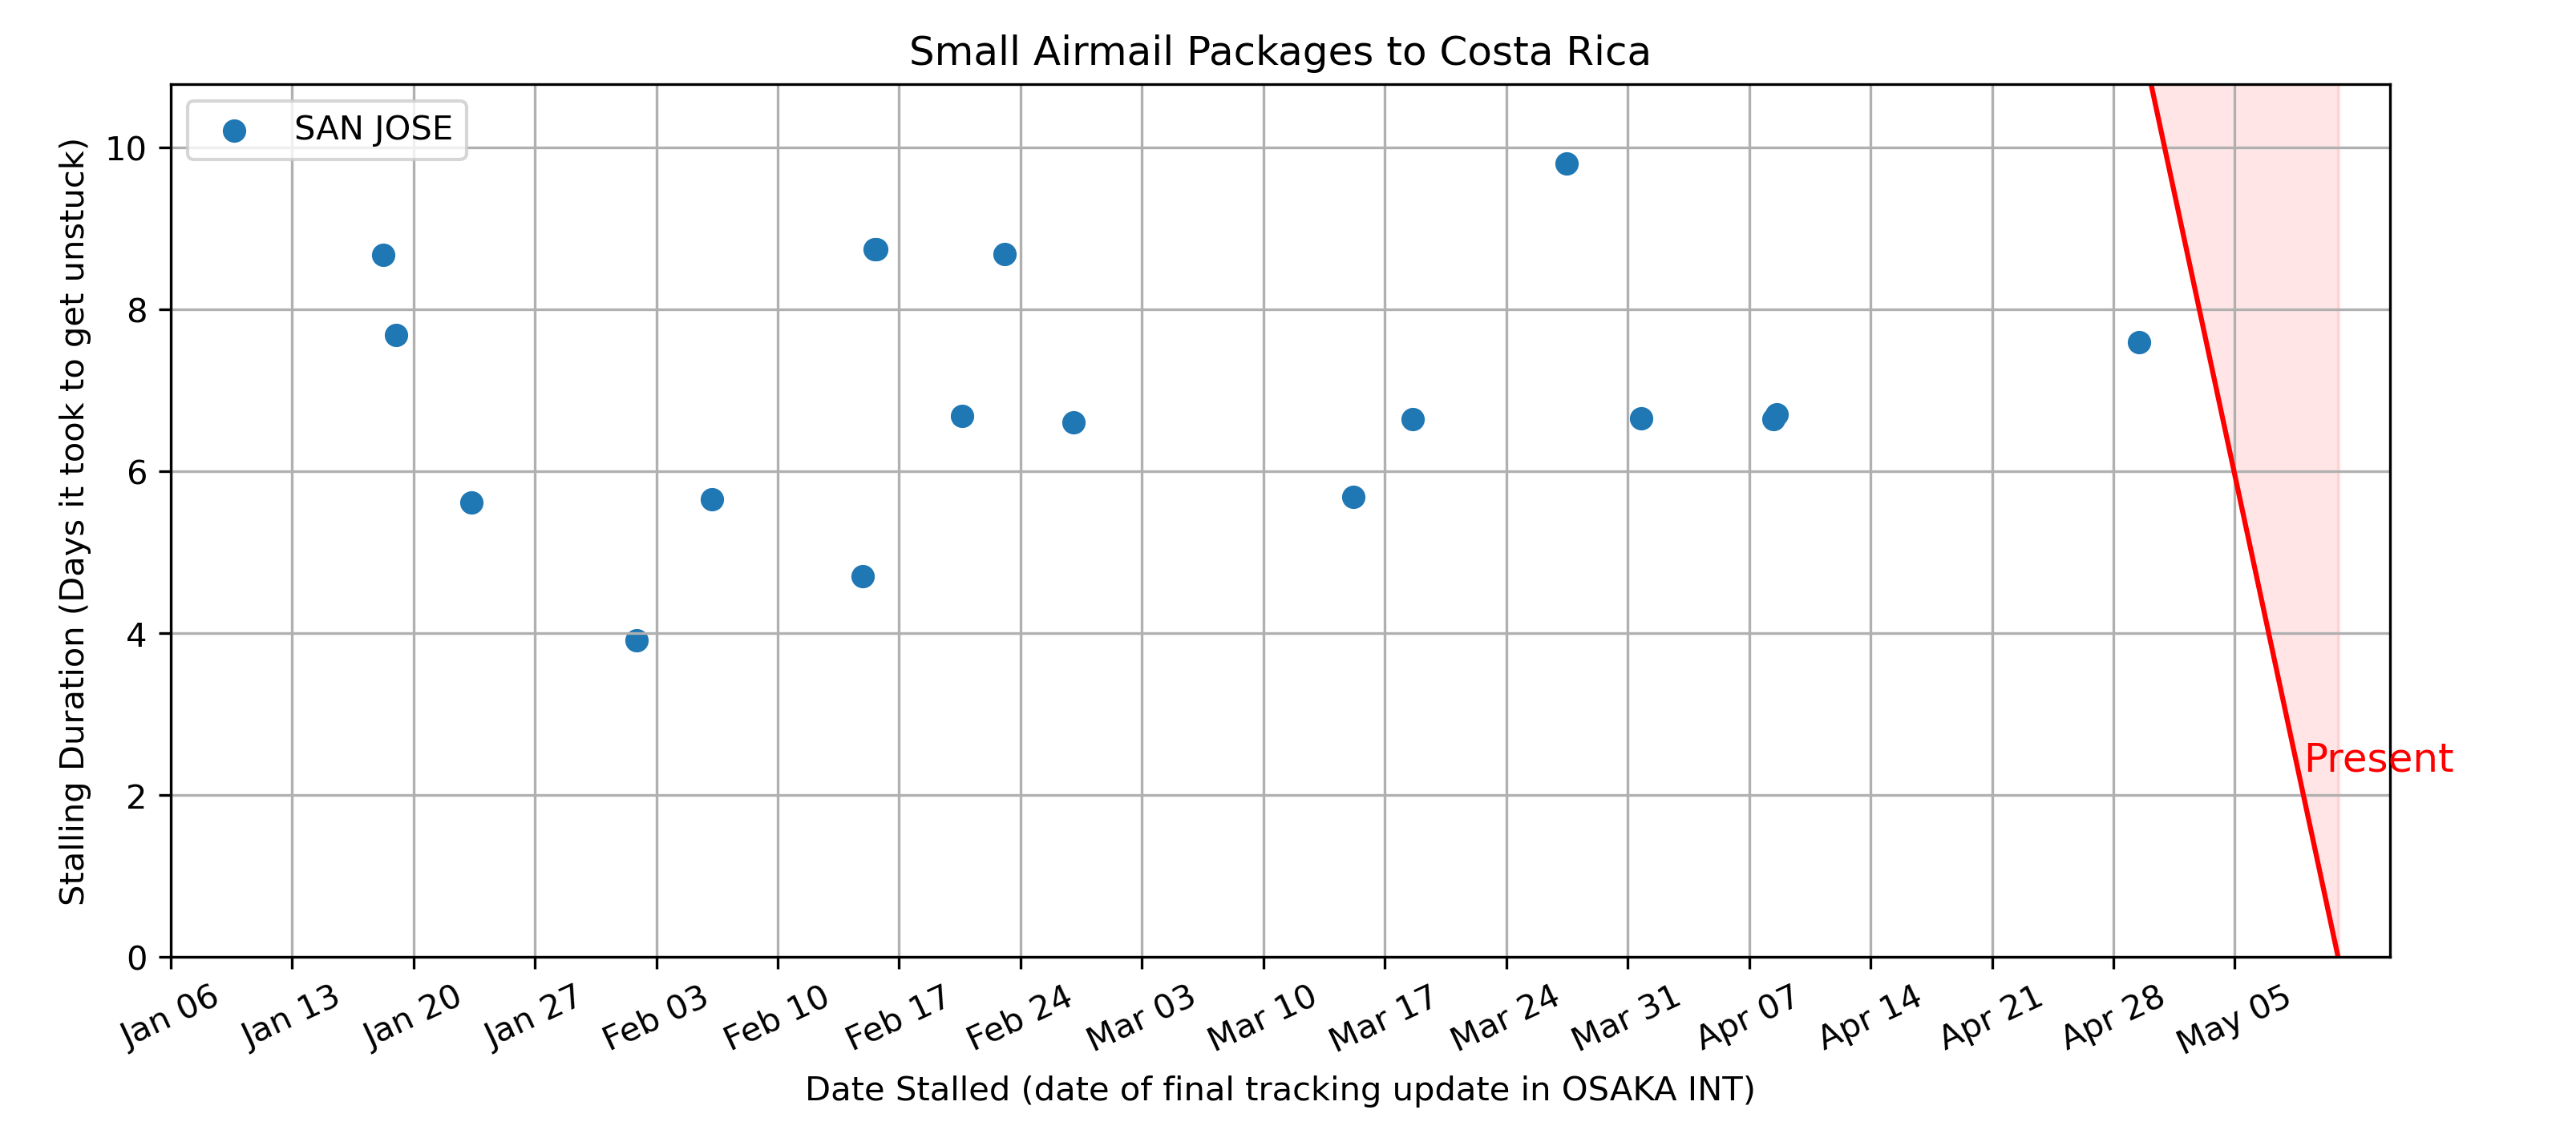 Small Airmail Packages to Costa Rica
SAN JOSE
Stalling Duration (Days it took to get unstuck)
10
8
6
4
2
0
Present
Jan 06
Jan 13
Jan 20
Jan 27
Feb 03
Feb 10
Feb 17
Feb 24
Mar 03
Mar 10
Mar 17
Mar 24
Mar 31
Apr 07
Apr 14
Apr 21
Apr 28
May 05
Date Stalled (date of final tracking update in OSAKA INT)